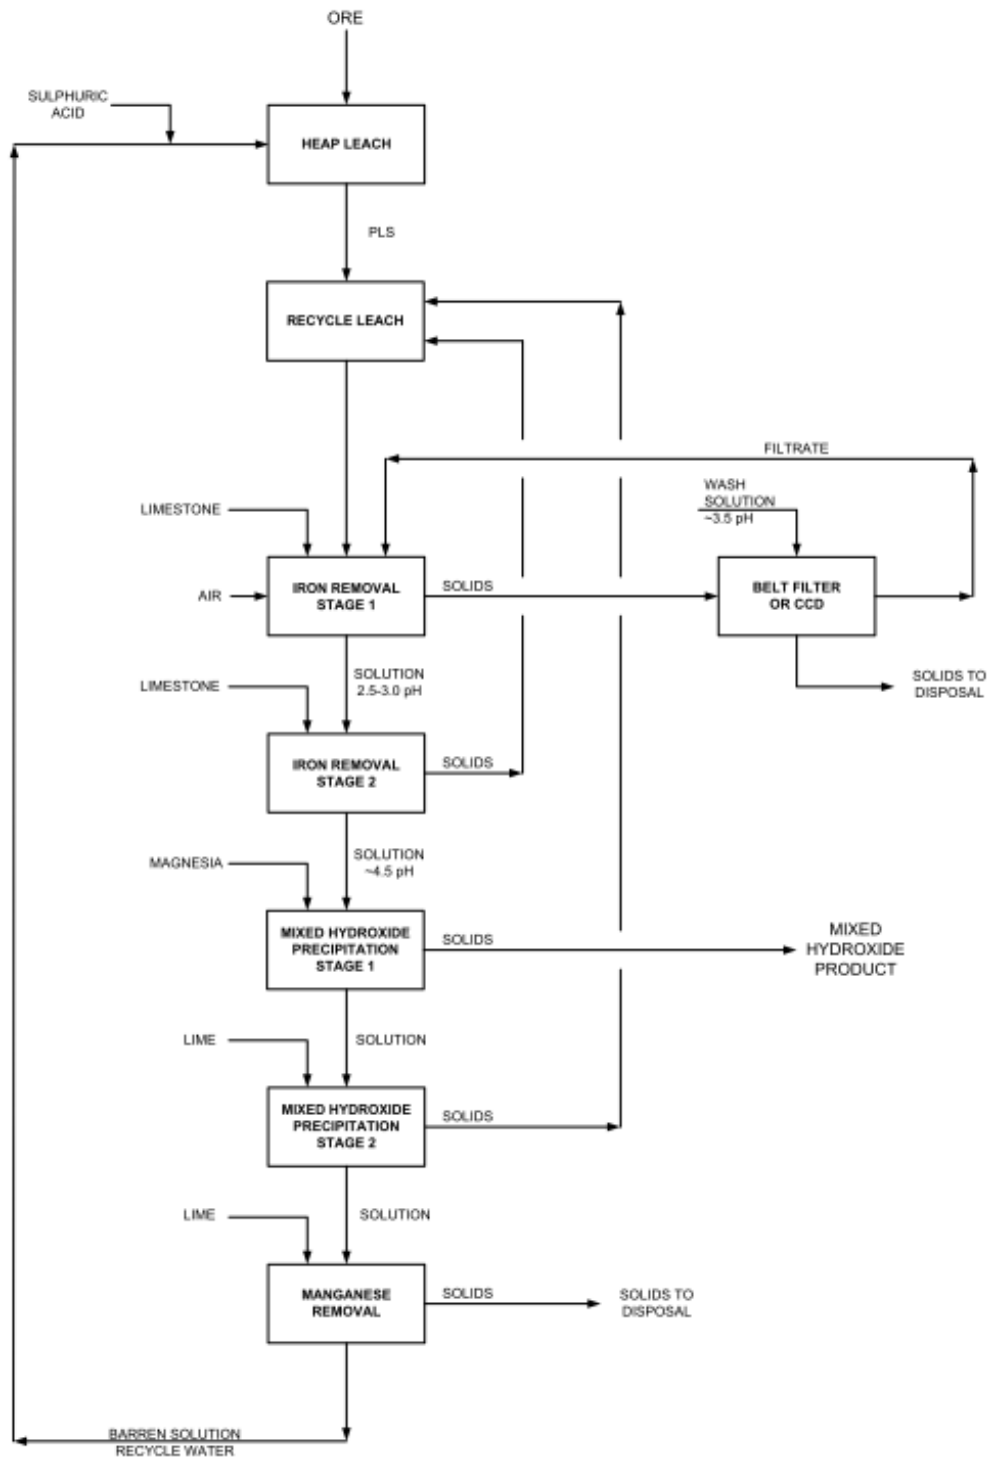 ORE
SULPHURIC
ACID
HEAP LEACH
PLS
RECYCLE LEACH
FILTRATE
WASH
SOLUTION
~3.5 pH
LIMESTONE
AIR
IRON REMOVAL
STAGE 1
SOLIDS
BELT FILTER
OR CCD
SOLUTION
2.5-3.0 pH
SOLIDS TO
DISPOSAL
LIMESTONE
IRON REMOVAL
STAGE 2
SOLIDS
SOLUTION
~4.5 pH
MAGNESIA
MIXED HYDROXIDE
PRECIPITATION
STAGE 1
SOLIDS
MIXED
HYDROXIDE
PRODUCT
LIME
SOLUTION
MIXED HYDROXIDE
PRECIPITATION
STAGE 2
SOLIDS
LIME
SOLUTION
MANGANESE
REMOVAL
SOLIDS
SOLIDS TO
DISPOSAL
BARREN SOLUTION
RECYCLE WATER